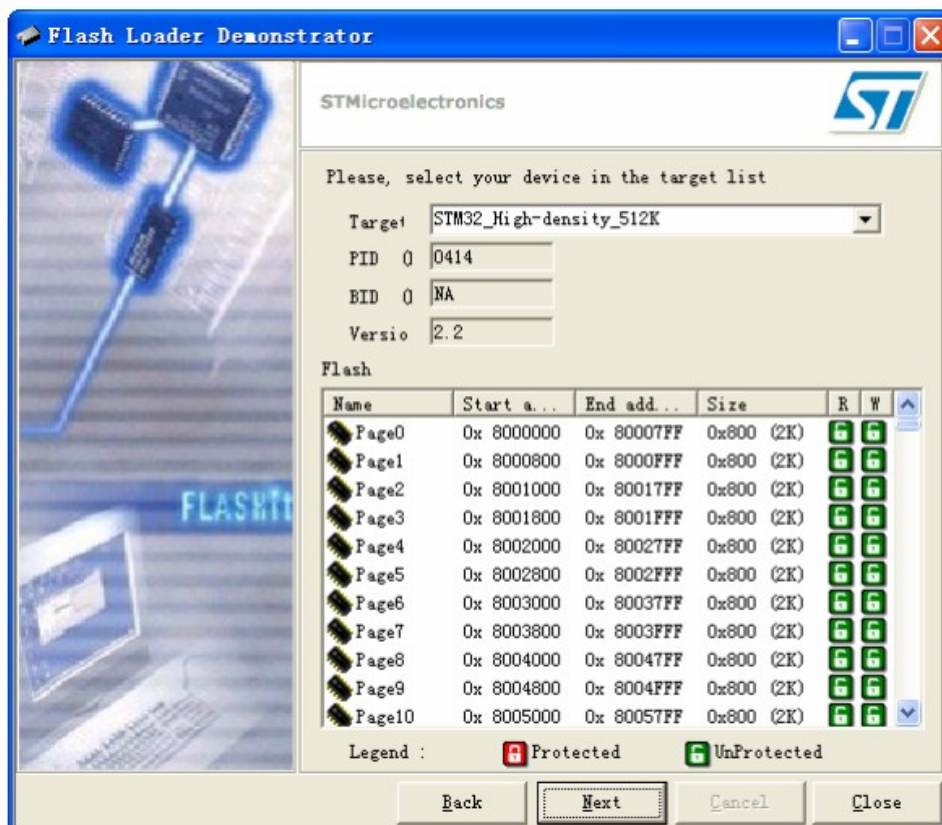 Flash Loader Demonstrator
STMicroelectronics
ST
Please, select your device in the target list
Target STM32_High-density_512K
PID () 0414
BID () NA
Versio 2.2
Flash
Name Start a... End add... Size R W
Page0 0x 8000000 0x 80007FF 0x800 (2K)
Page1 0x 8000800 0x 8000FFF 0x800 (2K)
Page2 0x 8001000 0x 80017FF 0x800 (2K)
Page3 0x 8001800 0x 8001FFF 0x800 (2K)
Page4 0x 8002000 0x 80027FF 0x800 (2K)
Page5 0x 8002800 0x 8002FFF 0x800 (2K)
Page6 0x 8003000 0x 80037FF 0x800 (2K)
Page7 0x 8003800 0x 8003FFF 0x800 (2K)
Page8 0x 8004000 0x 80047FF 0x800 (2K)
Page9 0x 8004800 0x 8004FFF 0x800 (2K)
Page10 0x 8005000 0x 80057FF 0x800 (2K)
FLASHIt
Legend : Protected UnProtected
Back Next Cancel Close